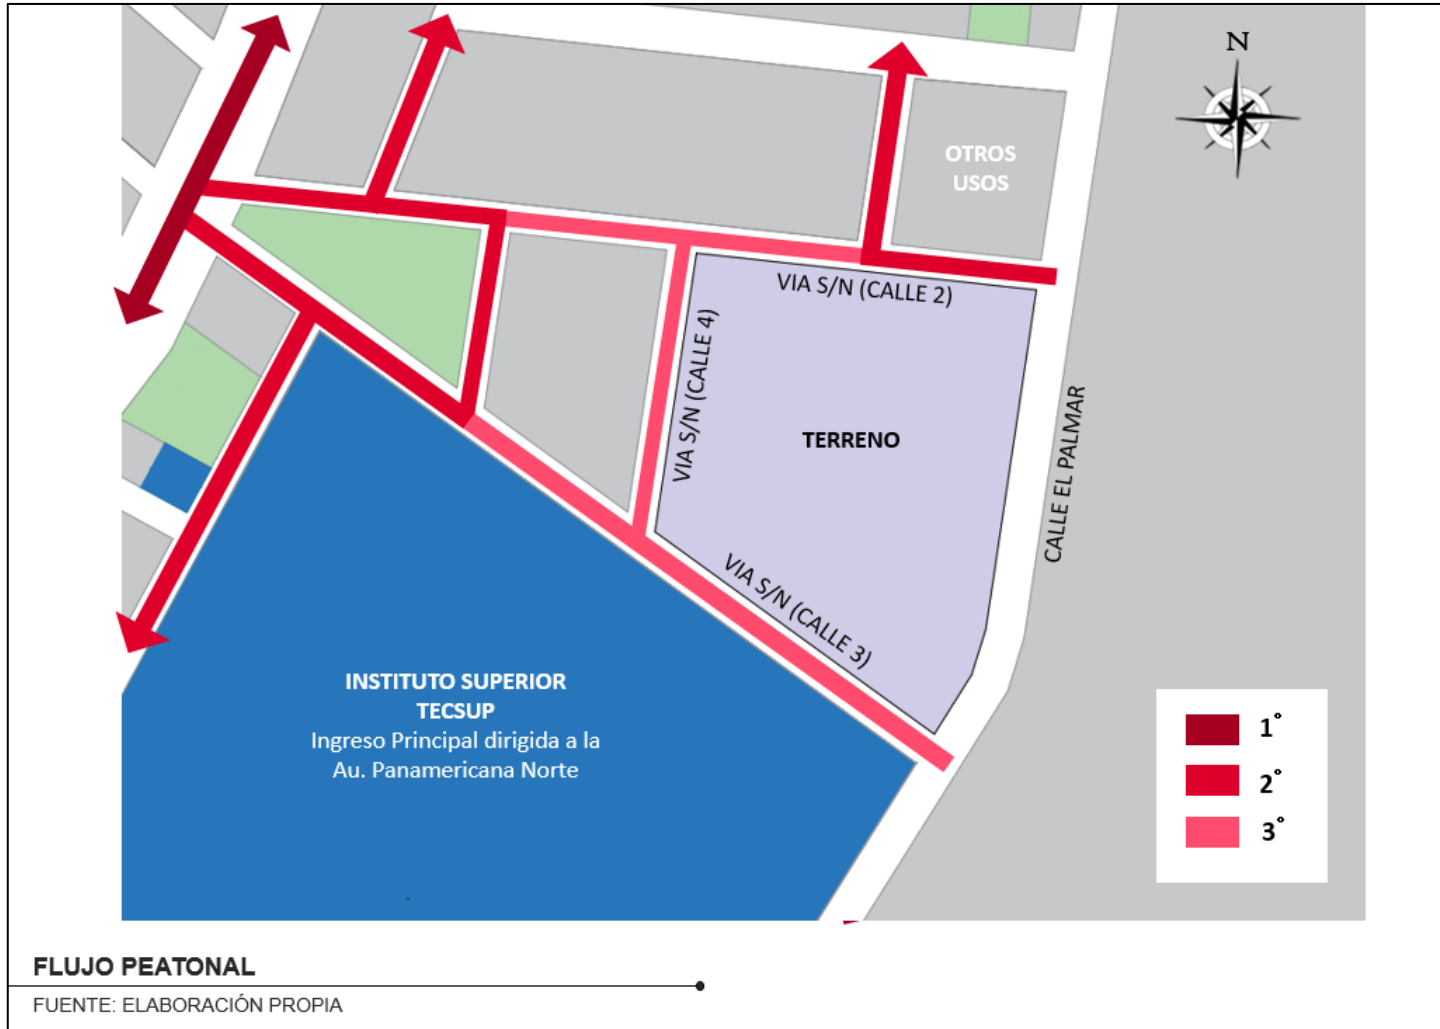 N
OTROS
USOS
VIA S/N (CALLE 2)
VIA S/N (CALLE 4)
TERRENO
CALLE EL PALMAR
VIA S/N (CALLE 3)
INSTITUTO SUPERIOR
TECSUP
Ingreso Principal dirigida a la
Au. Panamericana Norte
1°
2°
3°
FLUJO PEATONAL
FUENTE: ELABORACIÓN PROPIA